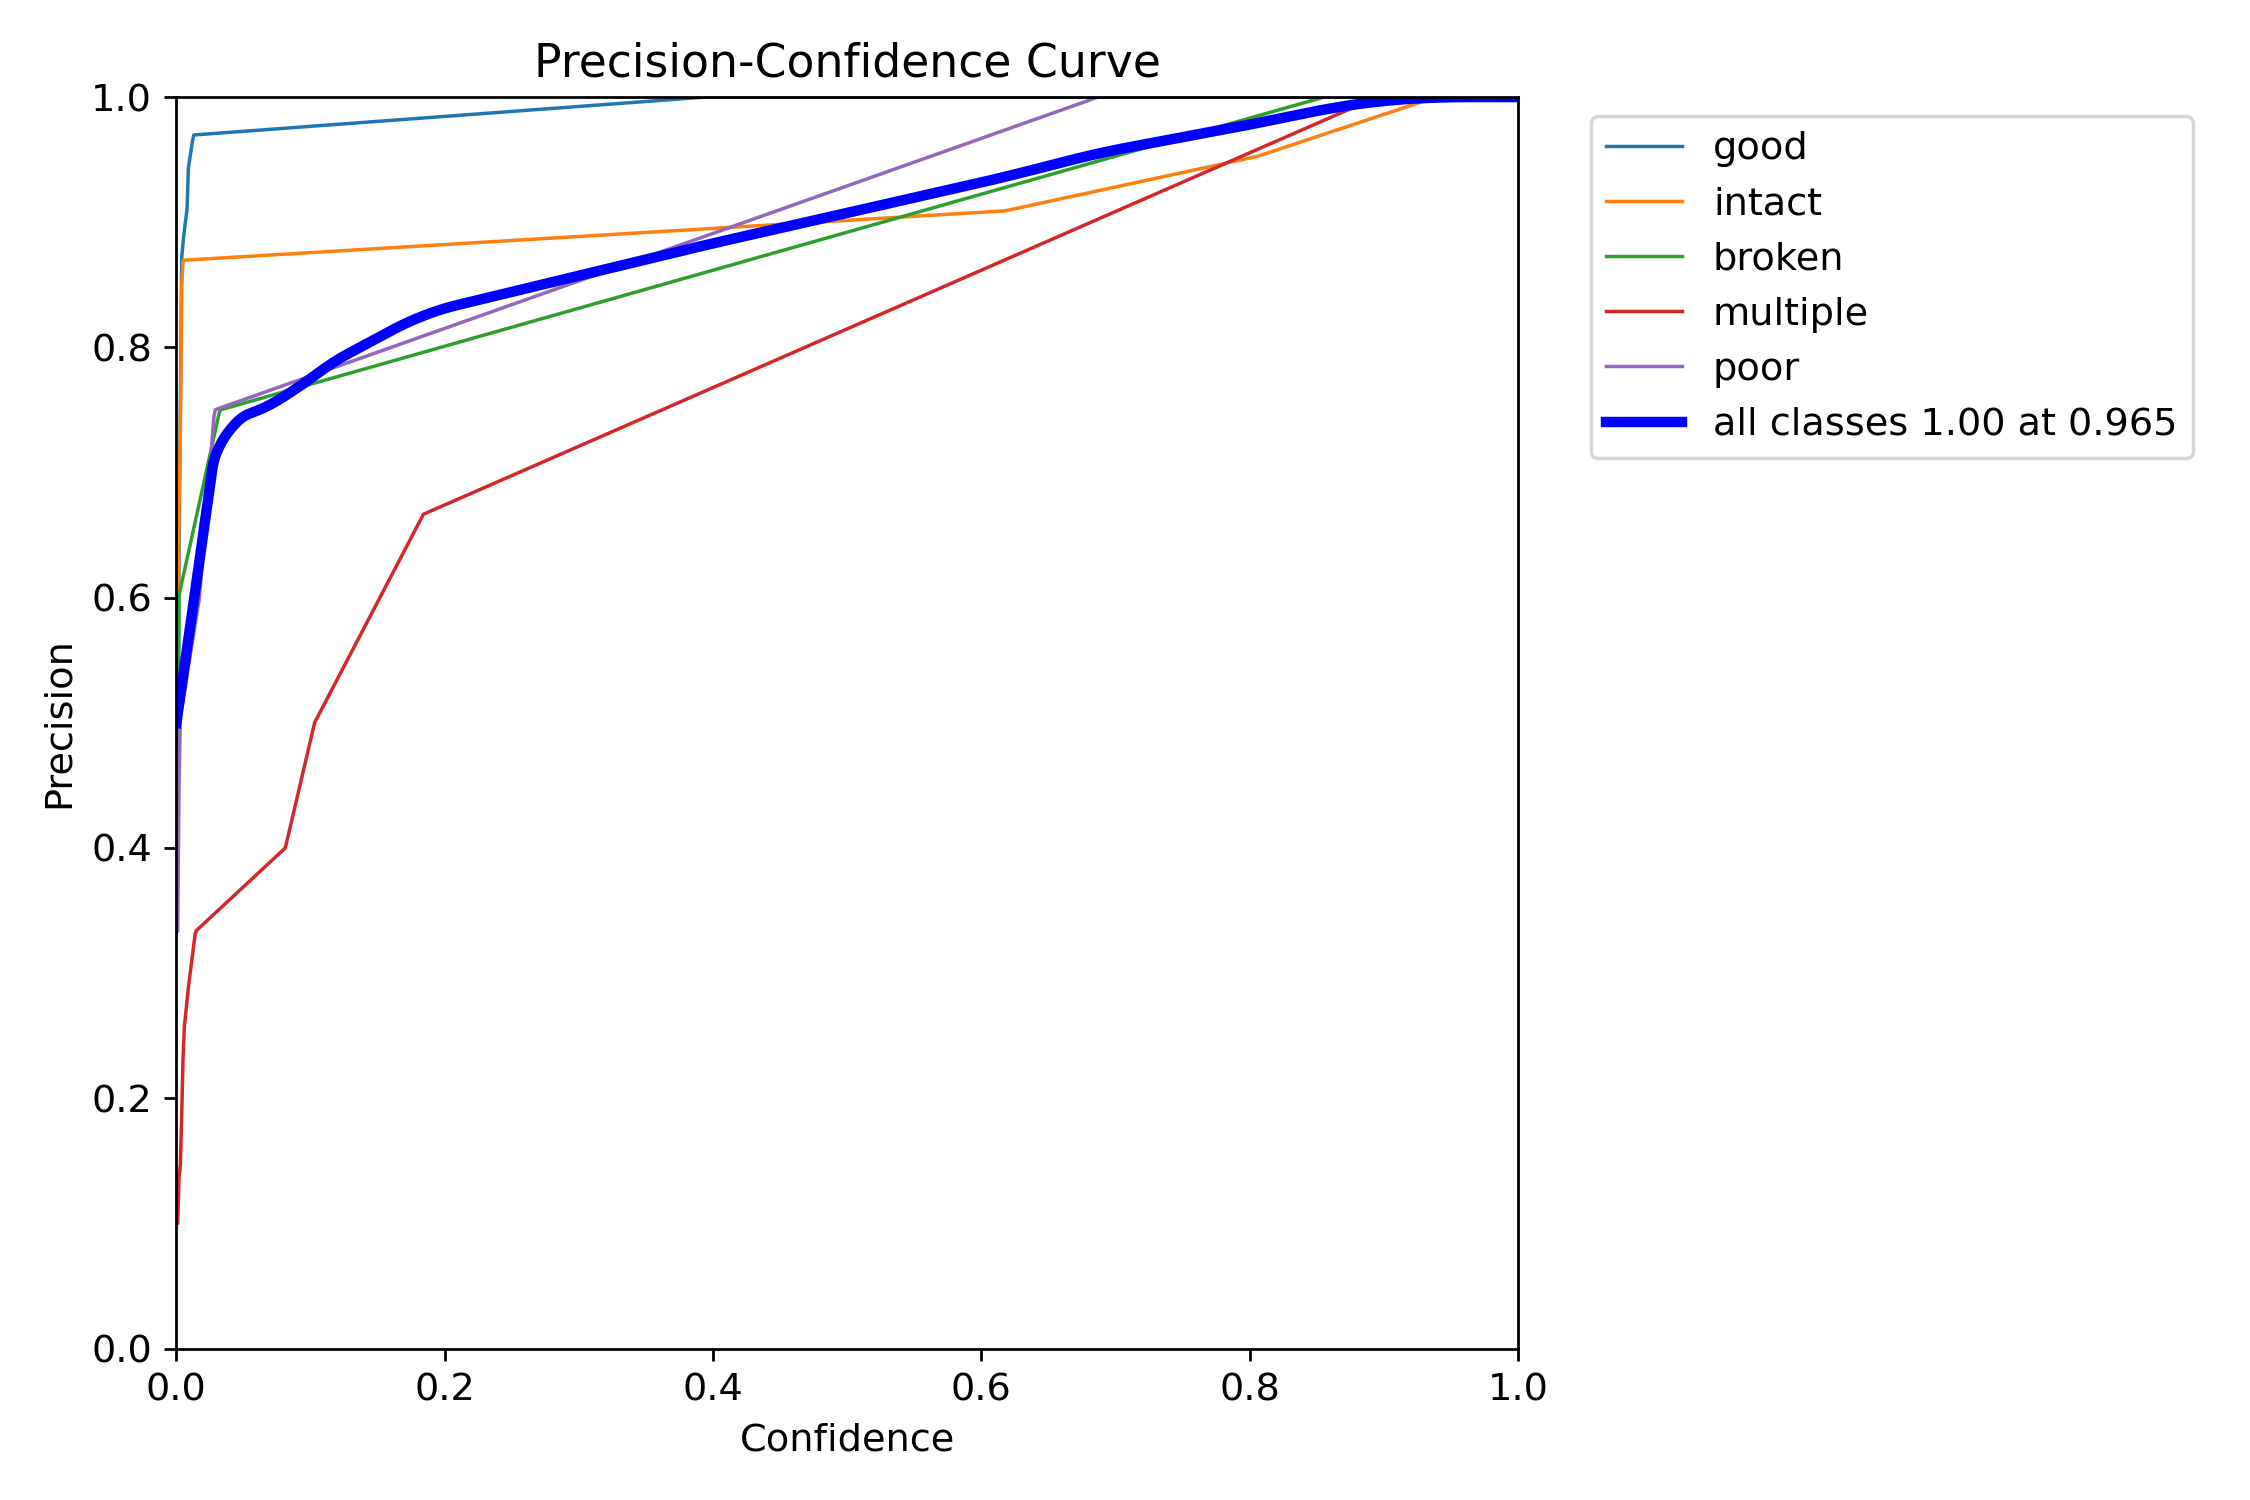 Precision-Confidence Curve
1.0
0.8
0.6
0.4
0.2
0.0
Precision
0.0 0.2 0.4 0.6 0.8 1.0
Confidence
good
intact
broken
multiple
poor
all classes 1.00 at 0.965